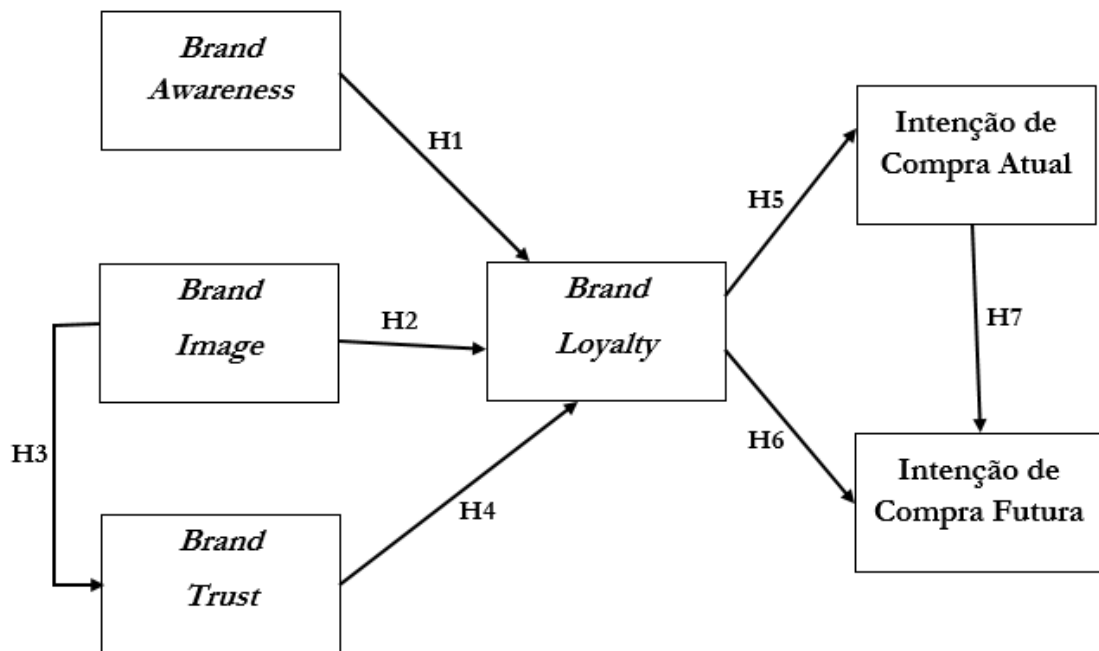 Brand
Awareness
H1
Intenção de
Compra Atual
H5
Brand
Image
H2
Brand
Loyalty
H7
H3
H6
H4
Intenção de
Compra Futura
Brand
Trust